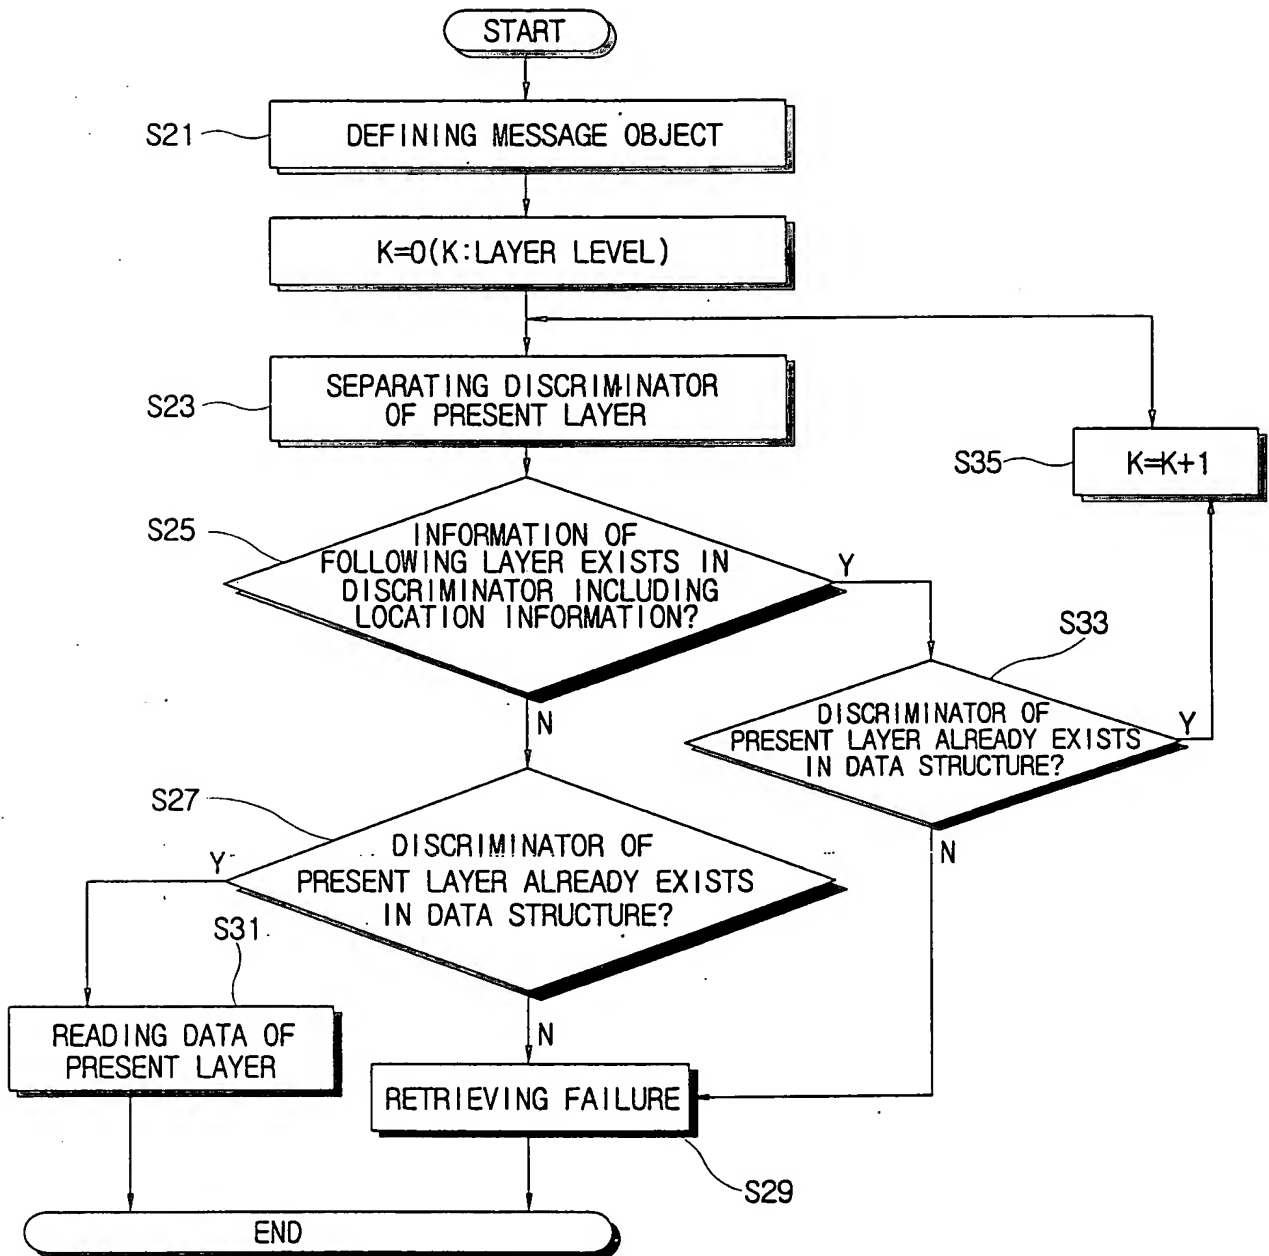 START
S21
DEFINING MESSAGE OBJECT
K=0(K:LAYER LEVEL)
S23
SEPARATING DISCRIMINATOR
OF PRESENT LAYER
S35
K=K+1
S25
INFORMATION OF
FOLLOWING LAYER EXISTS IN
DISCRIMINATOR INCLUDING
LOCATION INFORMATION?
Y
N
S33
DISCRIMINATOR OF
PRESENT LAYER ALREADY EXISTS
IN DATA STRUCTURE?
Y
N
S27
DISCRIMINATOR OF
PRESENT LAYER ALREADY EXISTS
IN DATA STRUCTURE?
Y
N
S31
READING DATA OF
PRESENT LAYER
RETRIEVING FAILURE
S29
END